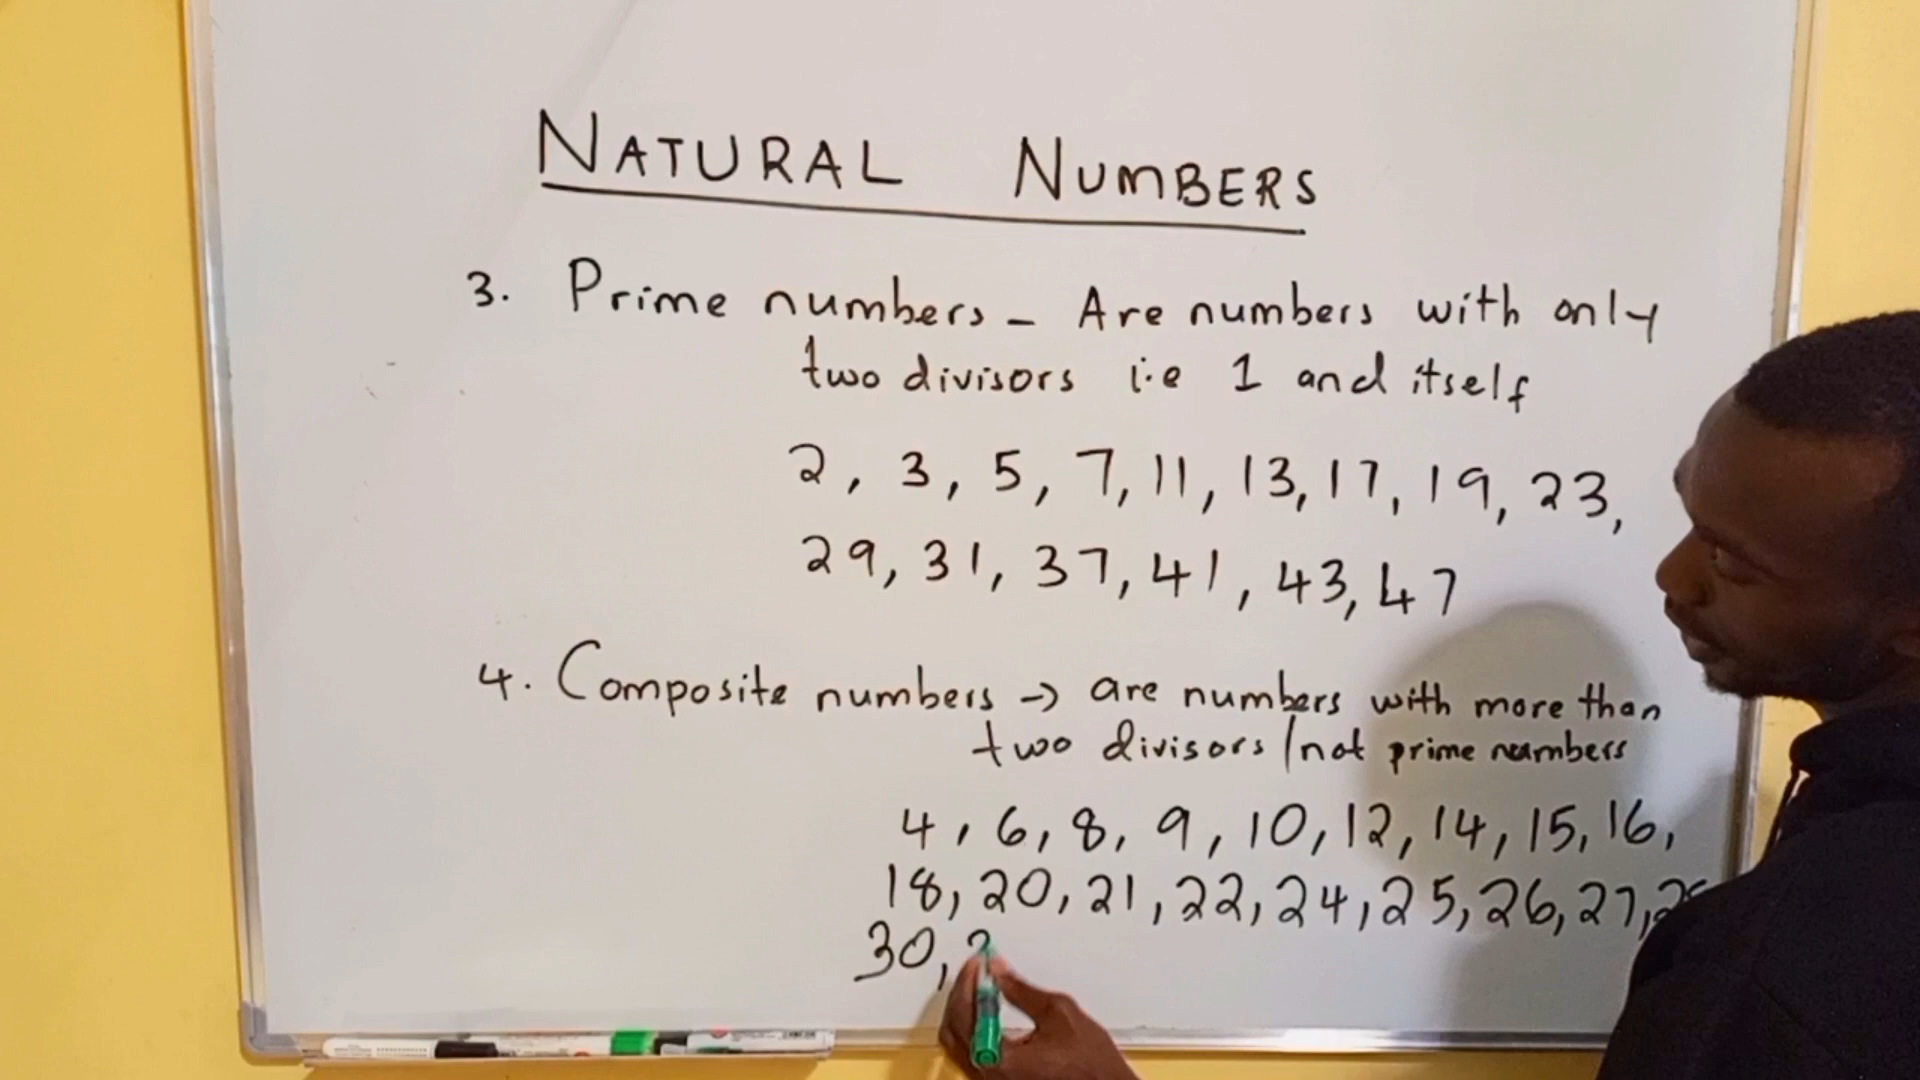 NATURAL NUMBERS
3. Prime numbers - Are numbers with only
two divisors i.e 1 and itself
2, 3, 5, 7, 11, 13, 17, 19, 23,
29, 31, 37, 41, 43, 47
4. Composite numbers → are numbers with more than
two divisors / not prime numbers
4, 6, 8, 9, 10, 12, 14, 15, 16,
18, 20, 21, 22, 24, 25, 26, 27,
30,